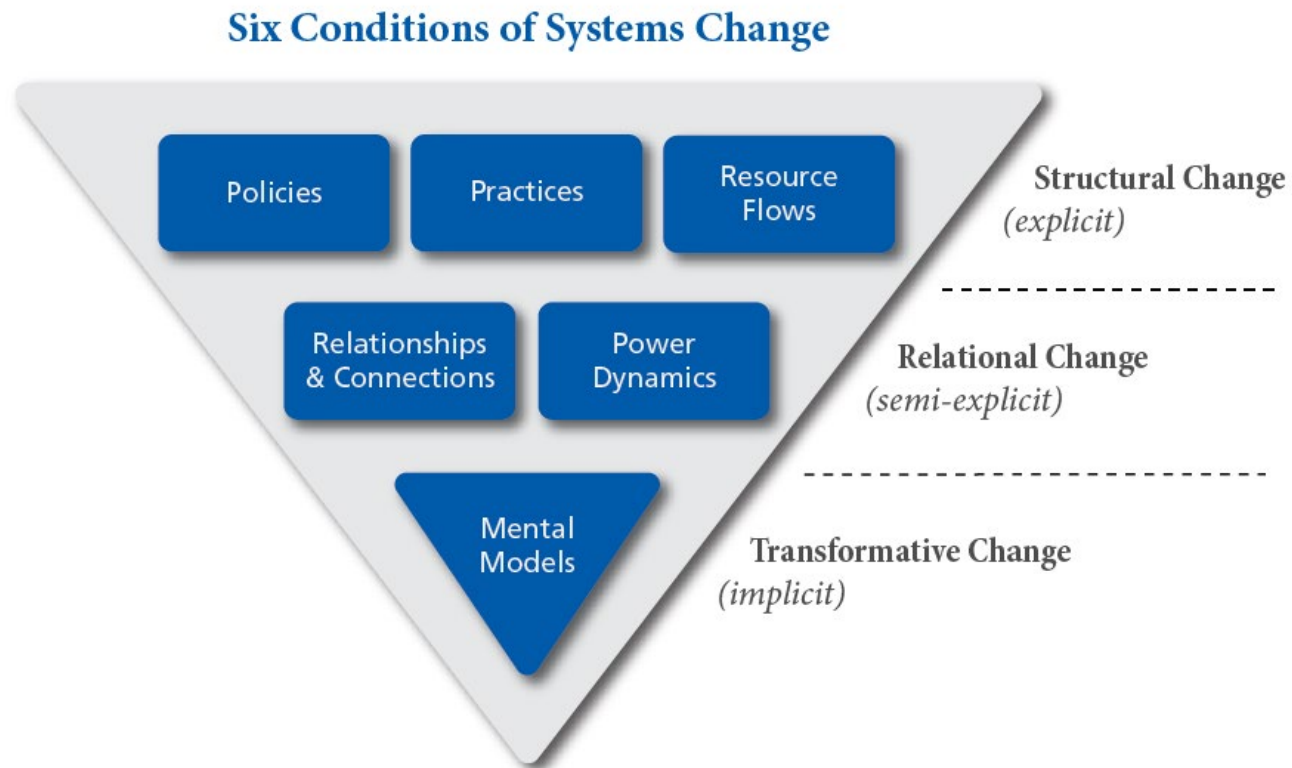 Six Conditions of Systems Change
Policies
Practices
Resource
Flows
Structural Change
(explicit)
Relationships
& Connections
Power
Dynamics
Relational Change
(semi-explicit)
Mental
Models
Transformative Change
(implicit)